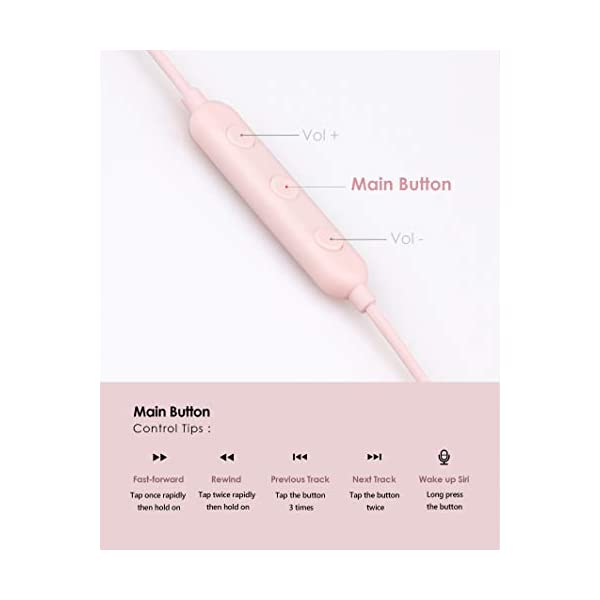 Vol +
Main Button
Vol -
Main Button
Control Tips :
Fast-forward
Tap once rapidly
then hold on
Rewind
Tap twice rapidly
then hold on
Previous Track
Tap the button
3 times
Next Track
Tap the button
twice
Wake up Siri
Long press
the button